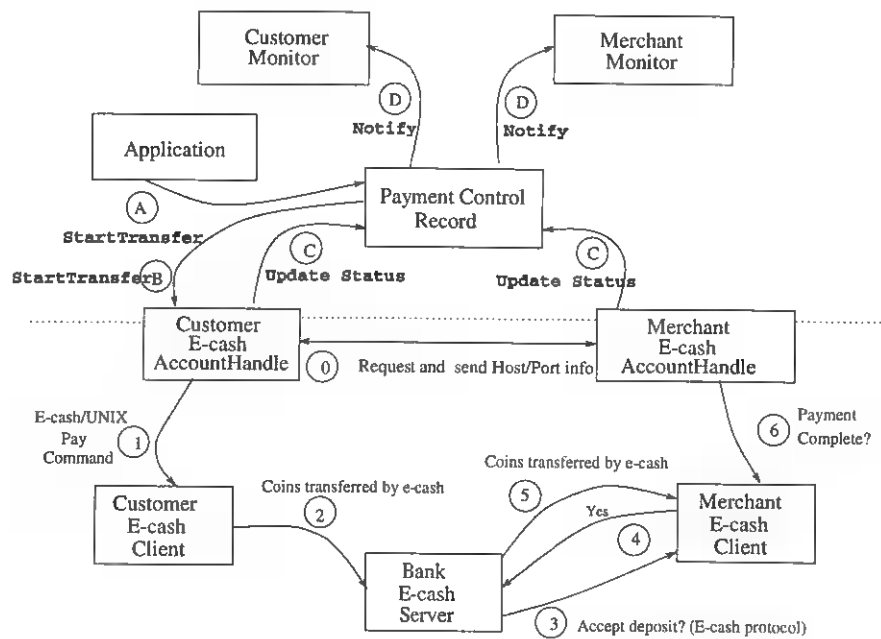 Customer
Monitor
Merchant
Monitor
D
Notify
D
Notify
Application
Payment Control
Record
A
StartTransfer
StartTransfer
B
C
Update Status
C
Update Status
Customer
E-cash
AccountHandle
Merchant
E-cash
AccountHandle
0
Request and send Host/Port info
E-cash/UNIX
Pay
Command
1
6
Payment
Complete?
Customer
E-cash
Client
Coins transferred by e-cash
2
Coins transferred by e-cash
5
Yes
4
Merchant
E-cash
Client
Bank
E-cash
Server
3
Accept deposit? (E-cash protocol)